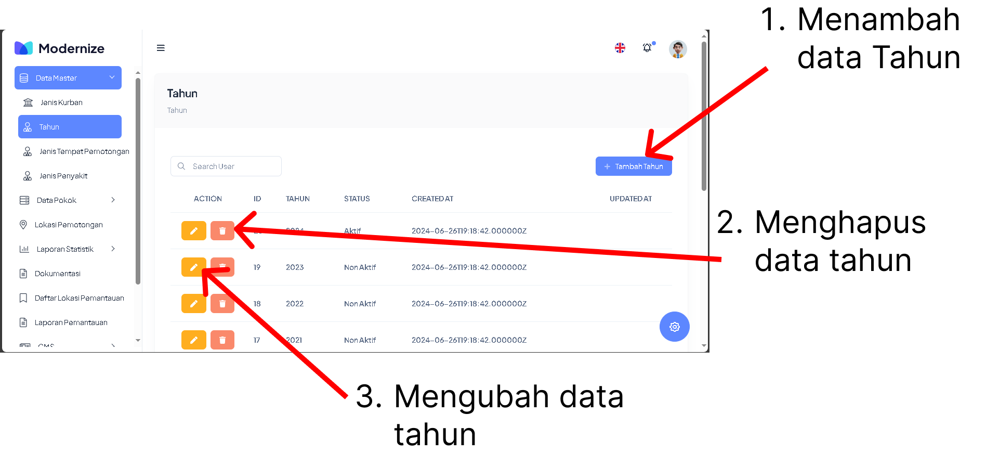 1. Menambah
data Tahun
Modernize
Data Master
Jenis Kurban
Tahun
Jenis Tempat Pemotongan
Jenis Penyakit
Data Pokok
Lokasi Pemotongan
Laporan Statistik
Dokumentasi
Daftar Lokasi Pemantauan
Laporan Pemantauan
CMS
Tahun
Tahun
Search User
+ Tambah Tahun
ACTION ID TAHUN STATUS CREATED AT UPDATED AT
2024 Aktif 2024-06-26T19:18:42.000000Z
19 2023 Non Aktif 2024-06-26T19:18:42.000000Z
18 2022 Non Aktif 2024-06-26T19:18:42.000000Z
17 2021 Non Aktif 2024-06-26T19:18:42.000000Z
2. Menghapus
data tahun
3. Mengubah data
tahun